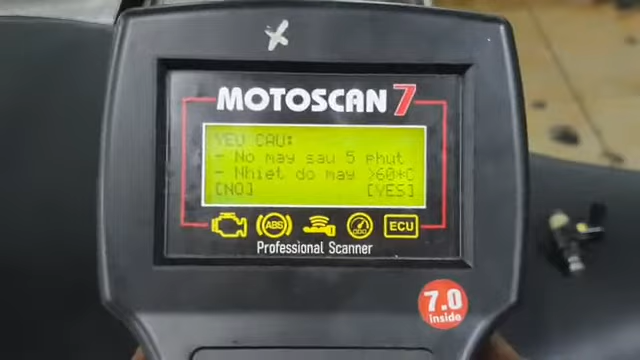 MOTOSCAN 7
YEU CAU:
- No may sau 5 phut
- Nhiet do may >60*C
[NO] [YES]
ABS
ECU
Professional Scanner
7.0
inside